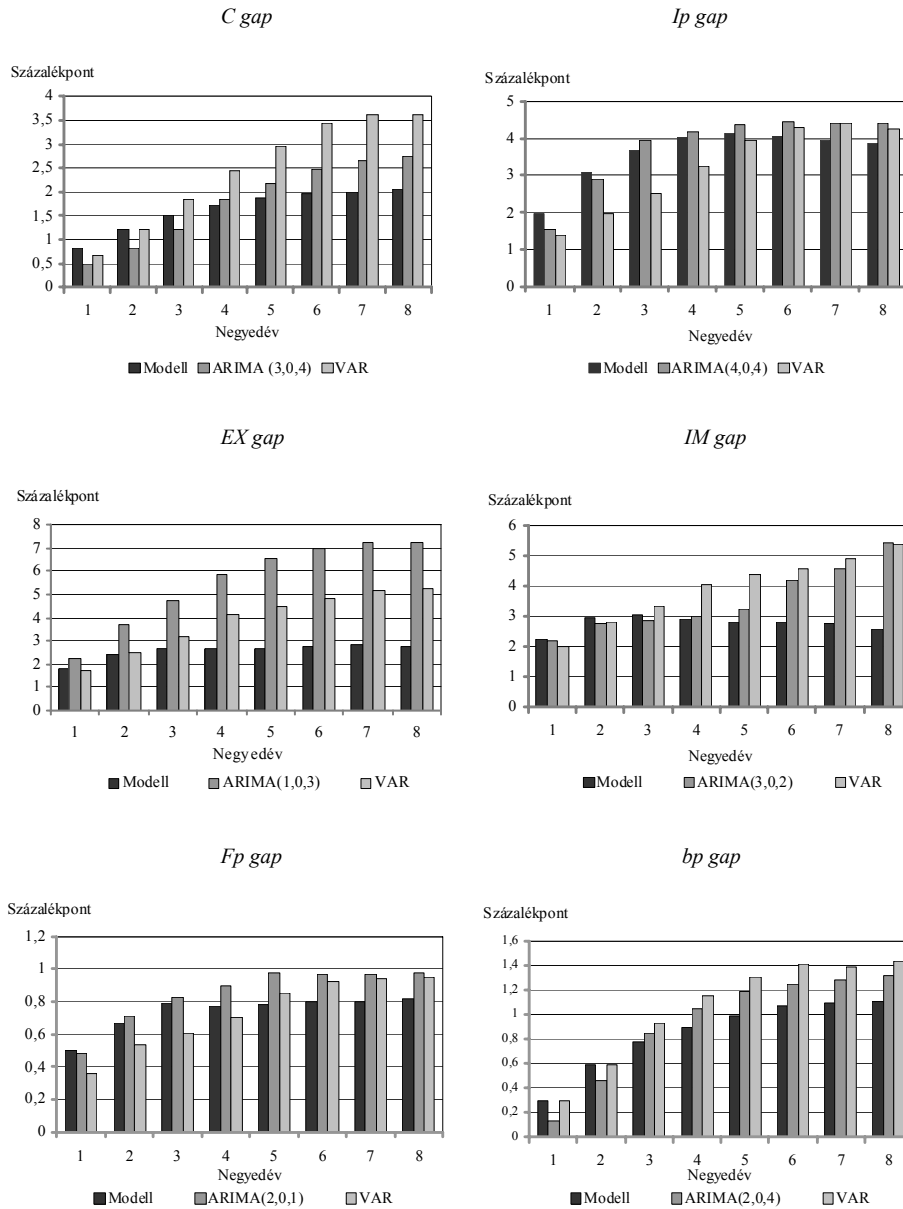 C gap
Százalékpont
4
3,5
3
2,5
2
1,5
1
0,5
0
1 2 3 4 5 6 7 8
Negyedév
Modell ARIMA (3,0,4) VAR
Ip gap
Százalékpont
5
4
3
2
1
0
1 2 3 4 5 6 7 8
Negyedév
Modell ARIMA(4,0,4) VAR
EX gap
Százalékpont
8
7
6
5
4
3
2
1
0
1 2 3 4 5 6 7 8
Negyedév
Modell ARIMA(1,0,3) VAR
IM gap
Százalékpont
6
5
4
3
2
1
0
1 2 3 4 5 6 7 8
Negyedév
Modell ARIMA(3,0,2) VAR
Fp gap
Százalékpont
1,2
1
0,8
0,6
0,4
0,2
0
1 2 3 4 5 6 7 8
Negyedév
Modell ARIMA(2,0,1) VAR
bp gap
Százalékpont
1,6
1,4
1,2
1
0,8
0,6
0,4
0,2
0
1 2 3 4 5 6 7 8
Negyedév
Modell ARIMA(2,0,4) VAR